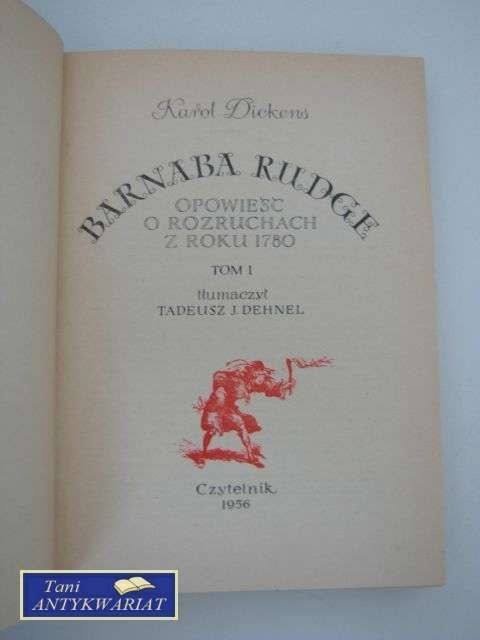 Karol Dickens
BARNABA RUDGE
OPOWIEŚĆ
O ROZRUCHACH
Z ROKU 1780
TOM I
tłumaczył
TADEUSZ J. DEHNEL
Czytelnik
1956
Tani
ANTYKWARIAT